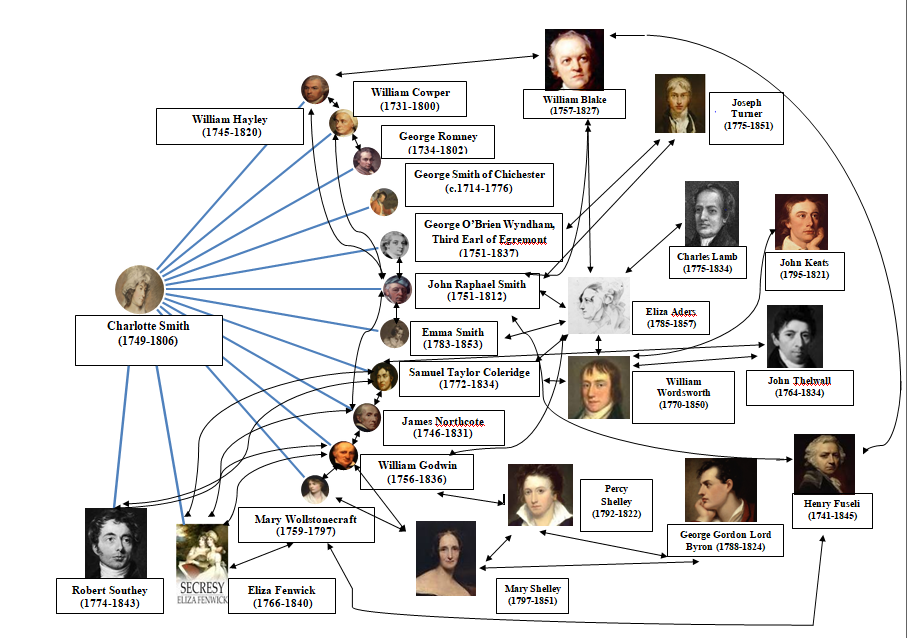 William Blake
(1757-1827)
William Cowper
(1731-1800)
Joseph
Turner
(1775-1851)
William Hayley
(1745-1820)
George Romney
(1734-1802)
George Smith of Chichester
(c.1714-1776)
George O'Brien Wyndham,
Third Earl of Egremont
(1751-1837)
Charles Lamb
(1775-1834)
John Keats
(1795-1821)
John Raphael Smith
(1751-1812)
Eliza Aders
(1785-1857)
Charlotte Smith
(1749-1806)
Emma Smith
(1783-1853)
Samuel Taylor Coleridge
(1772-1834)
William
Wordsworth
(1770-1850)
John Thelwall
(1764-1834)
James Northcote
(1746-1831)
William Godwin
(1756-1836)
Percy
Shelley
(1792-1822)
Henry Fuseli
(1741-1845)
Mary Wollstonecraft
(1759-1797)
George Gordon Lord
Byron (1788-1824)
SECRESY
ELIZA FENWICK
Robert Southey
(1774-1843)
Eliza Fenwick
(1766-1840)
Mary Shelley
(1797-1851)